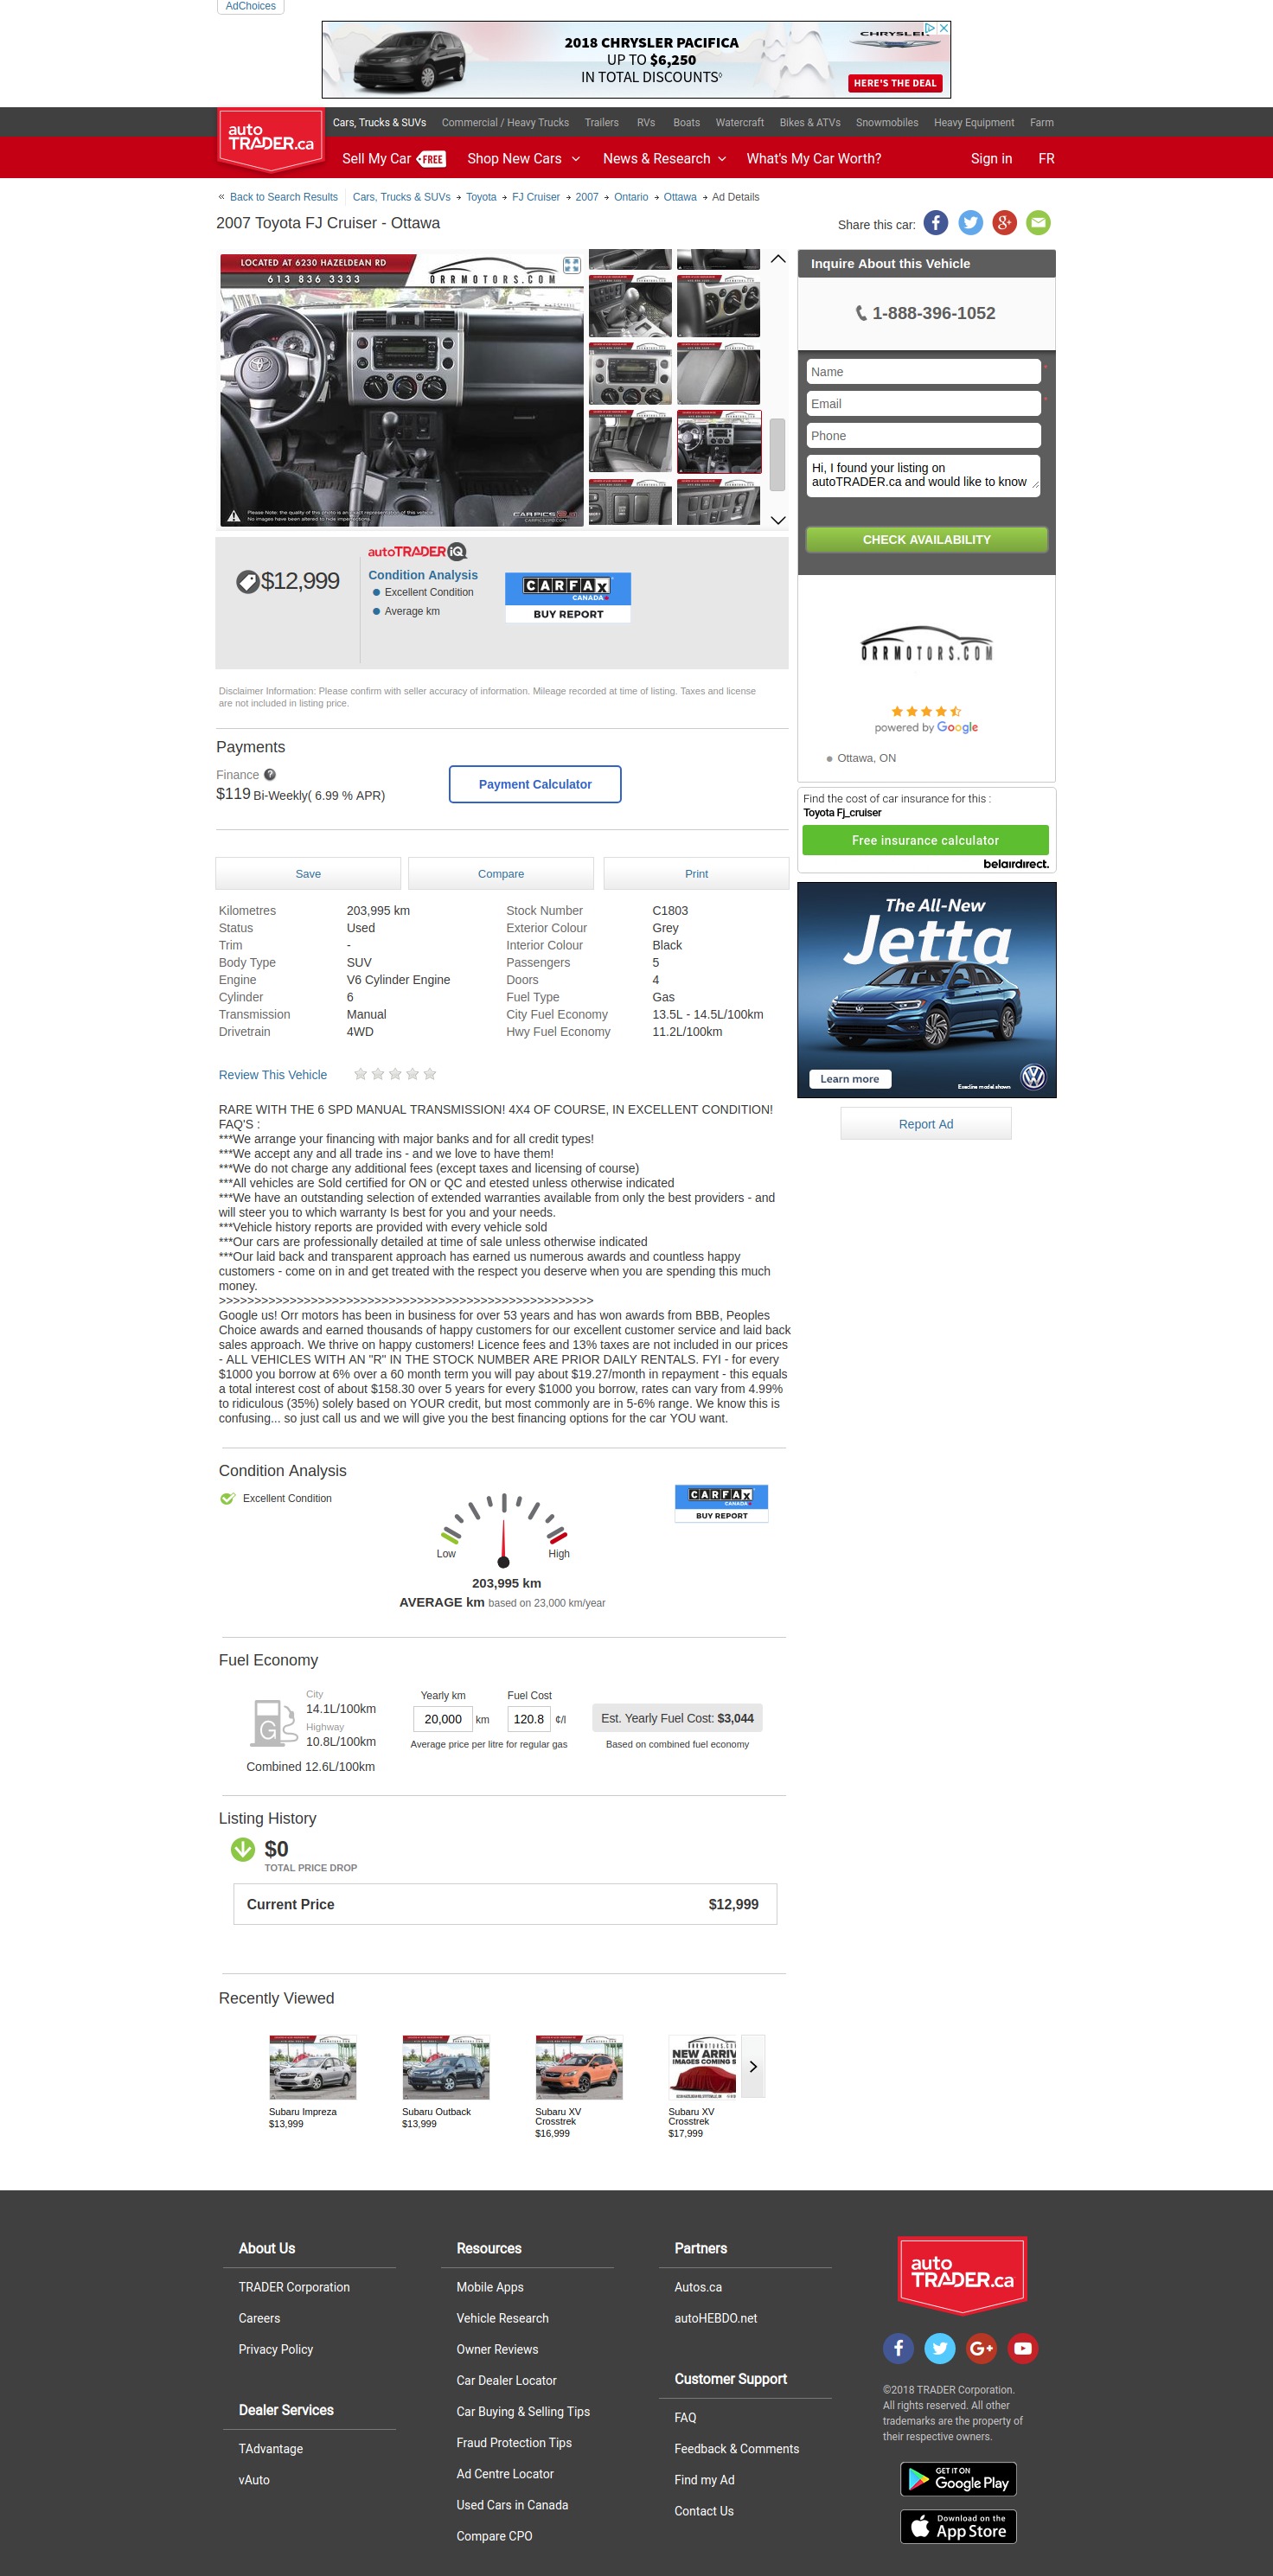 AdChoices
2018 CHRYSLER PACIFICA
UP TO $6,250
IN TOTAL DISCOUNTS◊
CHRYSLER
HERE'S THE DEAL
auto
TRADER.ca
Cars, Trucks & SUVs Commercial / Heavy Trucks Trailers RVs Boats Watercraft Bikes & ATVs Snowmobiles Heavy Equipment Farm
Sell My Car FREE Shop New Cars News & Research What's My Car Worth? Sign in FR
« Back to Search Results Cars, Trucks & SUVs Toyota FJ Cruiser 2007 Ontario Ottawa Ad Details
2007 Toyota FJ Cruiser - Ottawa
Share this car:
LOCATED AT 6230 HAZELDEAN RD
613 836 3333
ORRMOTORS.COM
Please Note: the quality of this photo is an exact representation of this vehicle.
No images have been altered to hide imperfections.
Inquire About this Vehicle
1-888-396-1052
Name *
Email *
Phone
Hi, I found your listing on
autoTRADER.ca and would like to know
CHECK AVAILABILITY
$12,999
autoTRADER iQ
Condition Analysis
Excellent Condition
Average km
CARFAX
CANADA
BUY REPORT
Disclaimer Information: Please confirm with seller accuracy of information. Mileage recorded at time of listing. Taxes and license
are not included in listing price.
ORRMOTORS.COM
powered by Google
Ottawa, ON
Payments
Finance ?
$119 Bi-Weekly( 6.99 % APR)
Payment Calculator
Find the cost of car insurance for this :
Toyota Fj_cruiser
Free insurance calculator
belairdirect.
Save Compare Print
Kilometres 203,995 km Stock Number C1803
Status Used Exterior Colour Grey
Trim - Interior Colour Black
Body Type SUV Passengers 5
Engine V6 Cylinder Engine Doors 4
Cylinder 6 Fuel Type Gas
Transmission Manual City Fuel Economy 13.5L - 14.5L/100km
Drivetrain 4WD Hwy Fuel Economy 11.2L/100km
The All-New
Jetta
Learn more
Execline model shown
Report Ad
Review This Vehicle
RARE WITH THE 6 SPD MANUAL TRANSMISSION! 4X4 OF COURSE, IN EXCELLENT CONDITION!
FAQ'S :
***We arrange your financing with major banks and for all credit types!
***We accept any and all trade ins - and we love to have them!
***We do not charge any additional fees (except taxes and licensing of course)
***All vehicles are Sold certified for ON or QC and etested unless otherwise indicated
***We have an outstanding selection of extended warranties available from only the best providers - and
will steer you to which warranty Is best for you and your needs.
***Vehicle history reports are provided with every vehicle sold
***Our cars are professionally detailed at time of sale unless otherwise indicated
***Our laid back and transparent approach has earned us numerous awards and countless happy
customers - come on in and get treated with the respect you deserve when you are spending this much
money.
>>>>>>>>>>>>>>>>>>>>>>>>>>>>>>>>>>>>>>>>>>>>>>>>>>>>>
Google us! Orr motors has been in business for over 53 years and has won awards from BBB, Peoples
Choice awards and earned thousands of happy customers for our excellent customer service and laid back
sales approach. We thrive on happy customers! Licence fees and 13% taxes are not included in our prices
- ALL VEHICLES WITH AN "R" IN THE STOCK NUMBER ARE PRIOR DAILY RENTALS. FYI - for every
$1000 you borrow at 6% over a 60 month term you will pay about $19.27/month in repayment - this equals
a total interest cost of about $158.30 over 5 years for every $1000 you borrow, rates can vary from 4.99%
to ridiculous (35%) solely based on YOUR credit, but most commonly are in 5-6% range. We know this is
confusing... so just call us and we will give you the best financing options for the car YOU want.
Condition Analysis
Excellent Condition
Low High
203,995 km
AVERAGE km based on 23,000 km/year
CARFAX
CANADA
BUY REPORT
Fuel Economy
City
14.1L/100km
Highway
10.8L/100km
Combined 12.6L/100km
G
Yearly km Fuel Cost
20,000 km 120.8 ¢/l
Average price per litre for regular gas
Est. Yearly Fuel Cost: $3,044
Based on combined fuel economy
Listing History
$0
TOTAL PRICE DROP
Current Price $12,999
Recently Viewed
NEW ARRIV
IMAGES COMING S
Subaru Impreza
$13,999
Subaru Outback
$13,999
Subaru XV
Crosstrek
$16,999
Subaru XV
Crosstrek
$17,999
About Us
TRADER Corporation
Careers
Privacy Policy
Dealer Services
TAdvantage
vAuto
Resources
Mobile Apps
Vehicle Research
Owner Reviews
Car Dealer Locator
Car Buying & Selling Tips
Fraud Protection Tips
Ad Centre Locator
Used Cars in Canada
Compare CPO
Partners
Autos.ca
autoHEBDO.net
Customer Support
FAQ
Feedback & Comments
Find my Ad
Contact Us
auto
TRADER.ca
©2018 TRADER Corporation.
All rights reserved. All other
trademarks are the property of
their respective owners.
GET IT ON
Google Play
Download on the
App Store